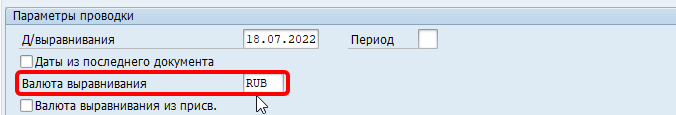 Параметры проводки
Д/выравнивания 18.07.2022 Период
Даты из последнего документа
Валюта выравнивания RUB
Валюта выравнивания из присв.